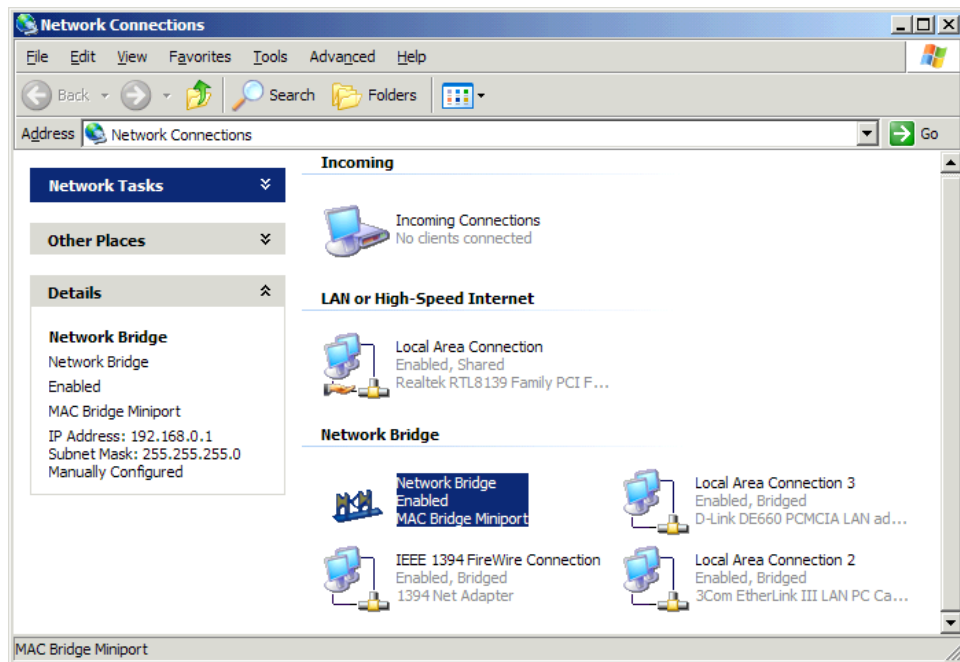 Network Connections
File Edit View Favorites Tools Advanced Help
Back Search Folders
Address Network Connections Go
Network Tasks
Other Places
Details
Network Bridge
Network Bridge
Enabled
MAC Bridge Miniport
IP Address: 192.168.0.1
Subnet Mask: 255.255.255.0
Manually Configured
Incoming
Incoming Connections
No clients connected
LAN or High-Speed Internet
Local Area Connection
Enabled, Shared
Realtek RTL8139 Family PCI F...
Network Bridge
Network Bridge
Enabled
MAC Bridge Miniport
Local Area Connection 3
Enabled, Bridged
D-Link DE660 PCMCIA LAN ad...
IEEE 1394 FireWire Connection
Enabled, Bridged
1394 Net Adapter
Local Area Connection 2
Enabled, Bridged
3Com EtherLink III LAN PC Ca...
MAC Bridge Miniport